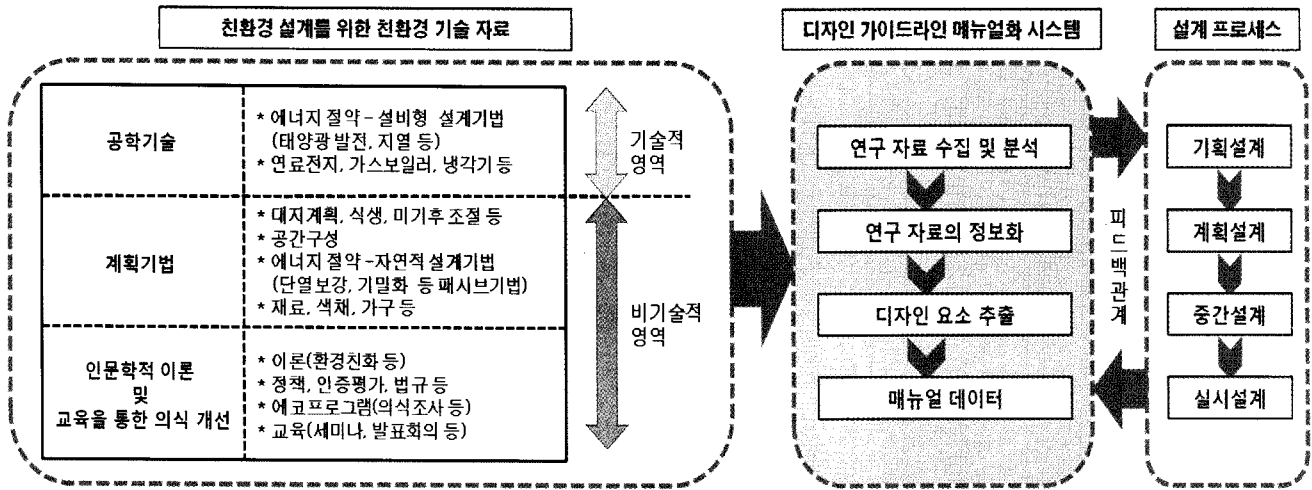 친환경 설계를 위한 친환경 기술 자료
공학기술
* 에너지 절약 – 설비형 설계기법
(태양광 발전, 지열 등)
* 연료전지, 가스보일러, 냉각기 등
기술적
영역
계획기법
* 대지계획, 식생, 미기후 조절 등
* 공간구성
* 에너지 절약 –자연적 설계기법
(단열보강, 기밀화 등 패시브기법)
* 재료, 색채, 가구 등
비기술적
영역
인문학적 이론
및
교육을 통한 의식 개선
* 이론(환경친화 등)
* 정책, 인증평가, 법규 등
* 에코프로그램(의식조사 등)
* 교육(세미나, 발표회의 등)
디자인 가이드라인 매뉴얼화 시스템
연구 자료 수집 및 분석
연구 자료의 정보화
디자인 요소 추출
매뉴얼 데이터
피드백관계
설계 프로세스
기획설계
계획설계
중간설계
실시설계